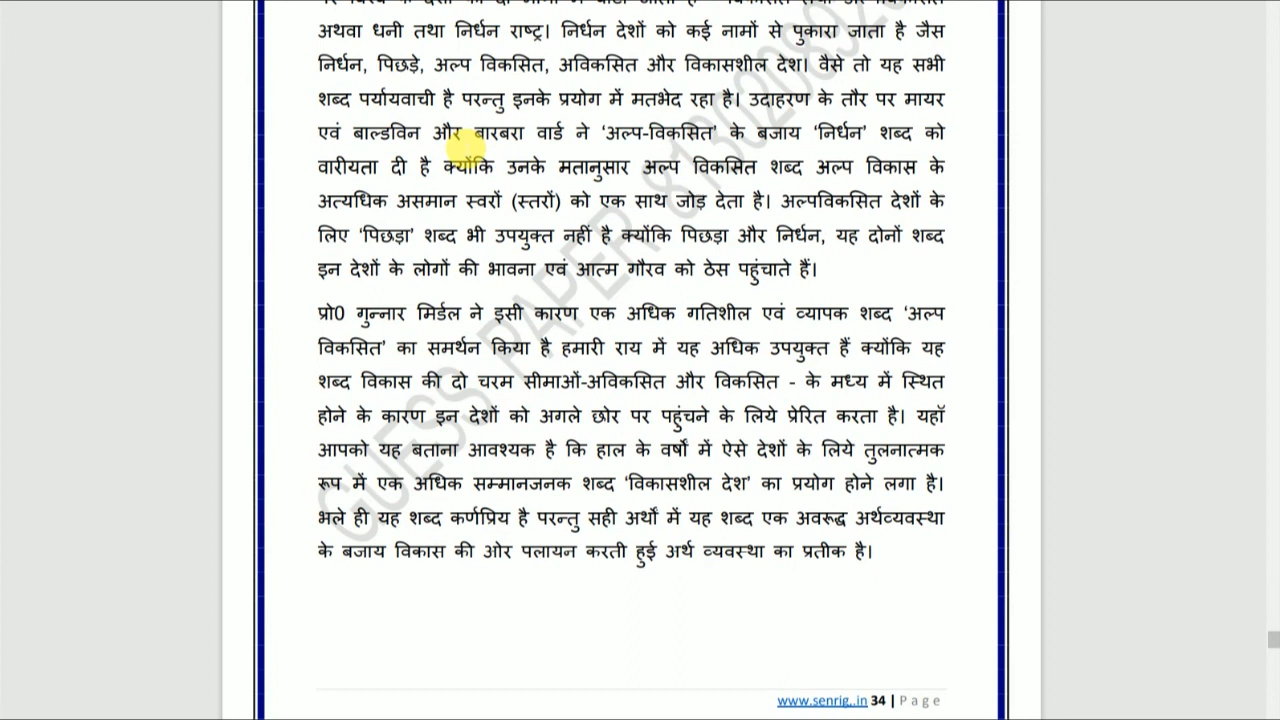 अथवा धनी तथा निर्धन राष्ट्र। निर्धन देशों को कई नामों से पुकारा जाता है जैस
निर्धन, पिछड़े, अल्प विकसित, अविकसित और विकासशील देश। वैसे तो यह सभी
शब्द पर्यायवाची है परन्तु इनके प्रयोग में मतभेद रहा है। उदाहरण के तौर पर मायर
एवं बाल्डविन और बारबरा वार्ड ने ‘अल्प-विकसित’ के बजाय ‘निर्धन’ शब्द को
वारीयता दी है क्योंकि उनके मतानुसार अल्प विकसित शब्द अल्प विकास के
अत्यधिक असमान स्वरों (स्तरों) को एक साथ जोड़ देता है। अल्पविकसित देशों के
लिए ‘पिछड़ा’ शब्द भी उपयुक्त नहीं है क्योंकि पिछड़ा और निर्धन, यह दोनों शब्द
इन देशों के लोगों की भावना एवं आत्म गौरव को ठेस पहुंचाते हैं।
प्रो0 गुन्नार मिर्डल ने इसी कारण एक अधिक गतिशील एवं व्यापक शब्द ‘अल्प
विकसित’ का समर्थन किया है हमारी राय में यह अधिक उपयुक्त हैं क्योंकि यह
शब्द विकास की दो चरम सीमाओं-अविकसित और विकसित - के मध्य में स्थित
होने के कारण इन देशों को अगले छोर पर पहुंचने के लिये प्रेरित करता है। यहाॅ
आपको यह बताना आवश्यक है कि हाल के वर्षों में ऐसे देशों के लिये तुलनात्मक
रूप में एक अधिक सम्मानजनक शब्द ‘विकासशील देश’ का प्रयोग होने लगा है।
भले ही यह शब्द कर्णप्रिय है परन्तु सही अर्थों में यह शब्द एक अवरूद्ध अर्थव्यवस्था
के बजाय विकास की ओर पलायन करती हुई अर्थ व्यवस्था का प्रतीक है।
GUESS PAPER
www.senrig..in 34 | Page